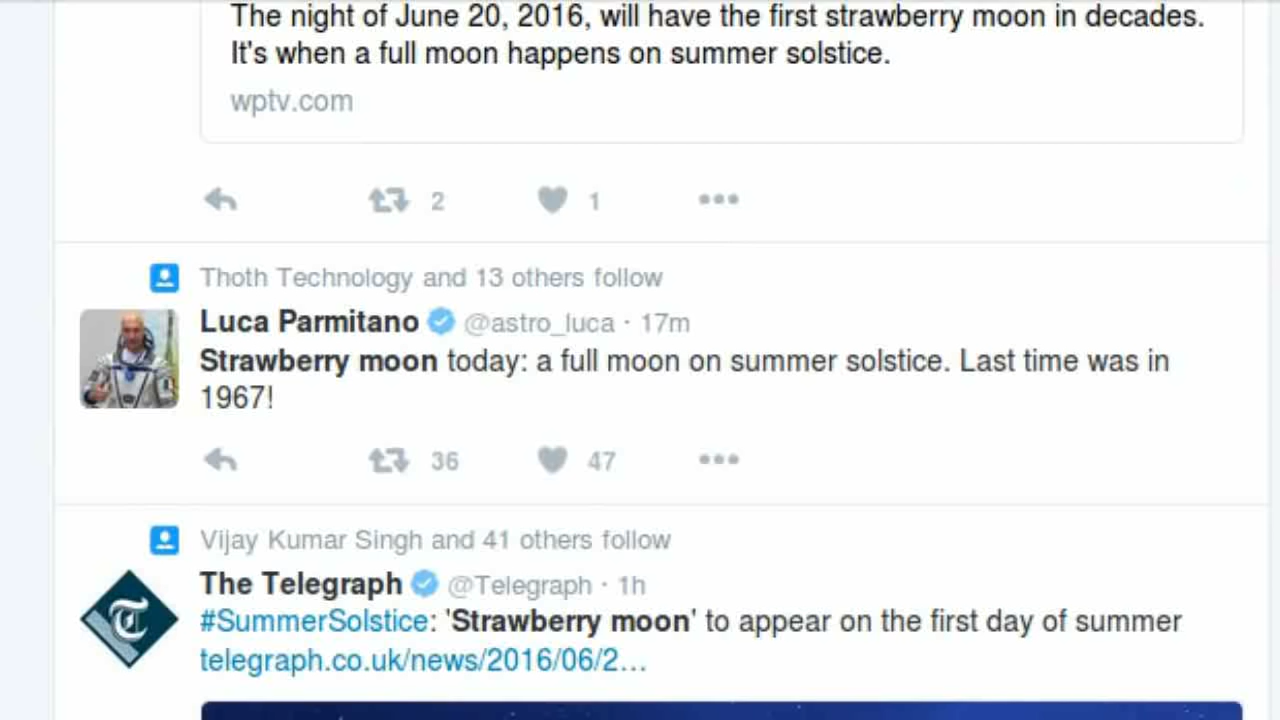 The night of June 20, 2016, will have the first strawberry moon in decades.
It's when a full moon happens on summer solstice.
wptv.com
2 1
Thoth Technology and 13 others follow
Luca Parmitano @astro_luca · 17m
Strawberry moon today: a full moon on summer solstice. Last time was in
1967!
36 47
Vijay Kumar Singh and 41 others follow
The Telegraph @Telegraph · 1h
#SummerSolstice: 'Strawberry moon' to appear on the first day of summer
telegraph.co.uk/news/2016/06/2…